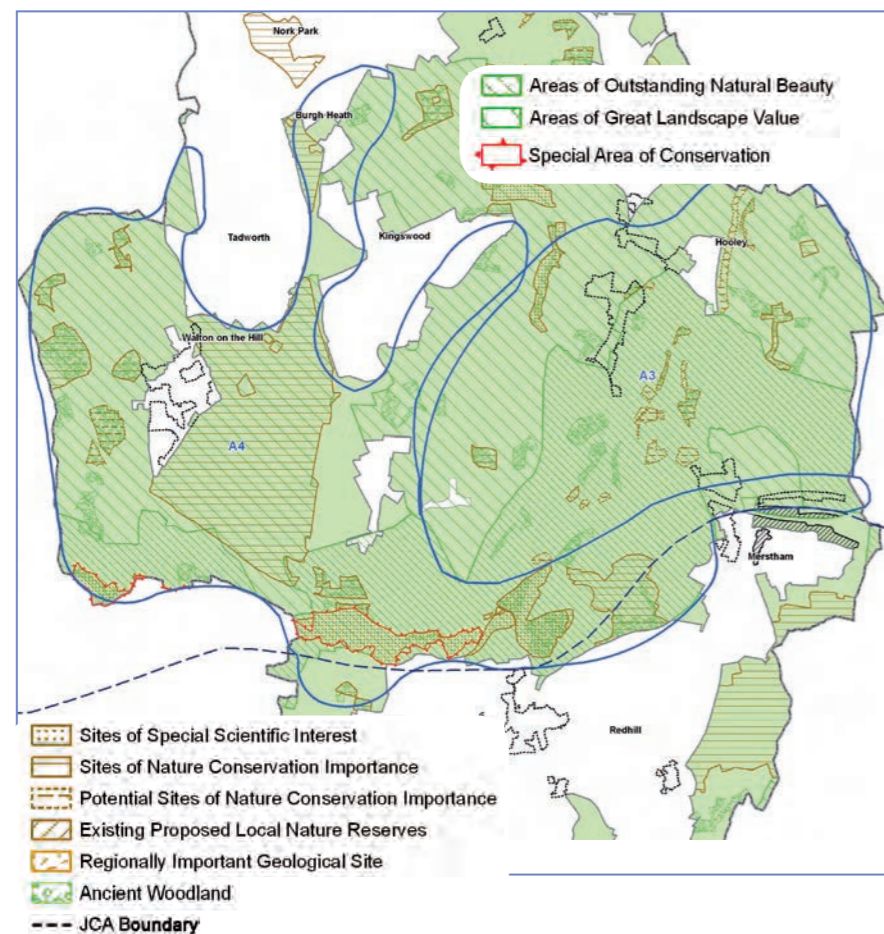 Nork Park
Areas of Outstanding Natural Beauty
Areas of Great Landscape Value
Special Area of Conservation
Burgh Heath
Tadworth
Kingswood
Hooley
Walton on the Hill
A3
A4
Merstham
Redhill
Sites of Special Scientific Interest
Sites of Nature Conservation Importance
Potential Sites of Nature Conservation Importance
Existing Proposed Local Nature Reserves
Regionally Important Geological Site
Ancient Woodland
JCA Boundary